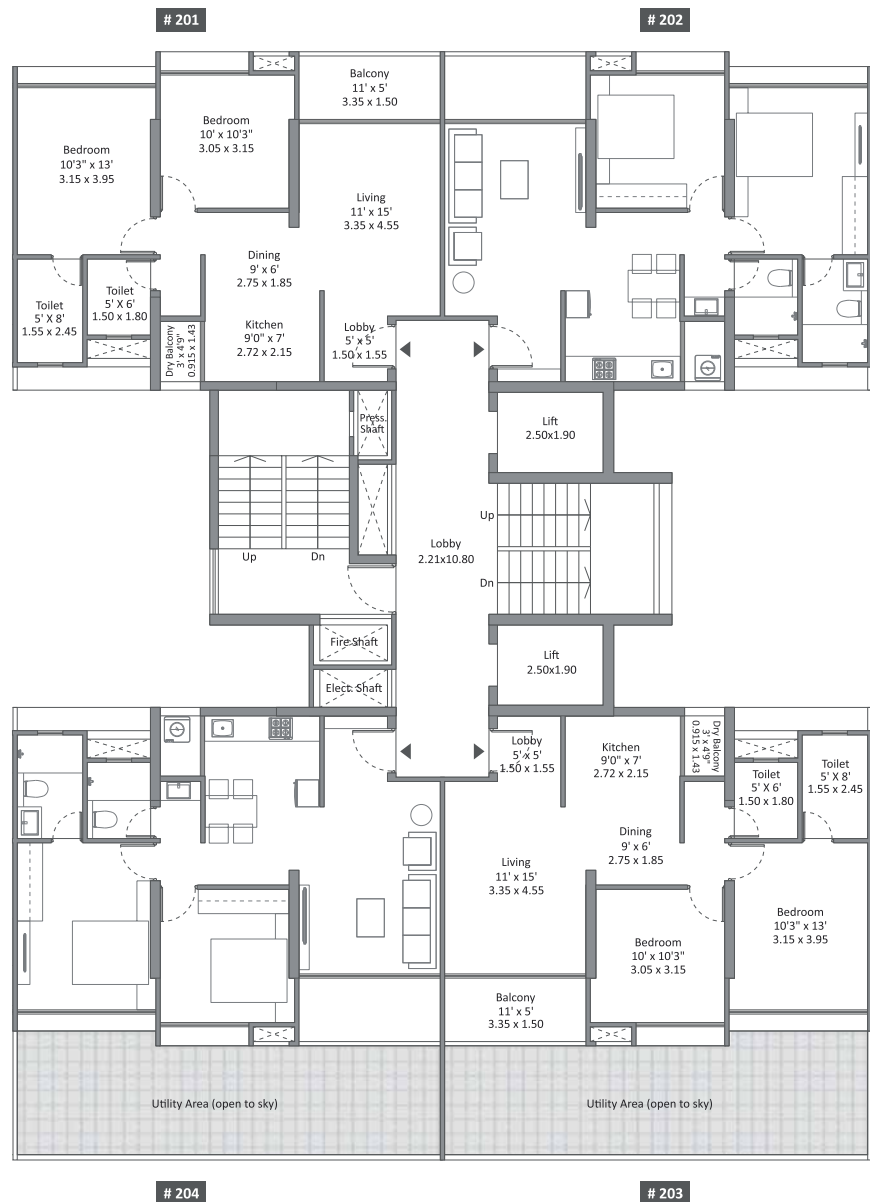 # 201
# 202
Balcony
11' x 5'
3.35 x 1.50
Bedroom
10' x 10'3"
3.05 x 3.15
Bedroom
10'3" x 13'
3.15 x 3.95
Living
11' x 15'
3.35 x 4.55
Dining
9' x 6'
2.75 x 1.85
Toilet
5' X 8'
1.55 x 2.45
Toilet
5' X 6'
1.50 x 1.80
Dry Balcony
3' x 4'9"
0.915 x 1.43
Kitchen
9'0" x 7'
2.72 x 2.15
Lobby
5' x 5'
1.50 x 1.55
Press.
Shaft
Lift
2.50x1.90
Up
Dn
Lobby
2.21x10.80
Up
Dn
Fire Shaft
Elect. Shaft
Lift
2.50x1.90
Lobby
5' x 5'
1.50 x 1.55
Kitchen
9'0" x 7'
2.72 x 2.15
Dry Balcony
3' x 4'9"
0.915 x 1.43
Toilet
5' X 6'
1.50 x 1.80
Toilet
5' X 8'
1.55 x 2.45
Dining
9' x 6'
2.75 x 1.85
Living
11' x 15'
3.35 x 4.55
Bedroom
10'3" x 13'
3.15 x 3.95
Bedroom
10' x 10'3"
3.05 x 3.15
Balcony
11' x 5'
3.35 x 1.50
Utility Area (open to sky)
Utility Area (open to sky)
# 204
# 203